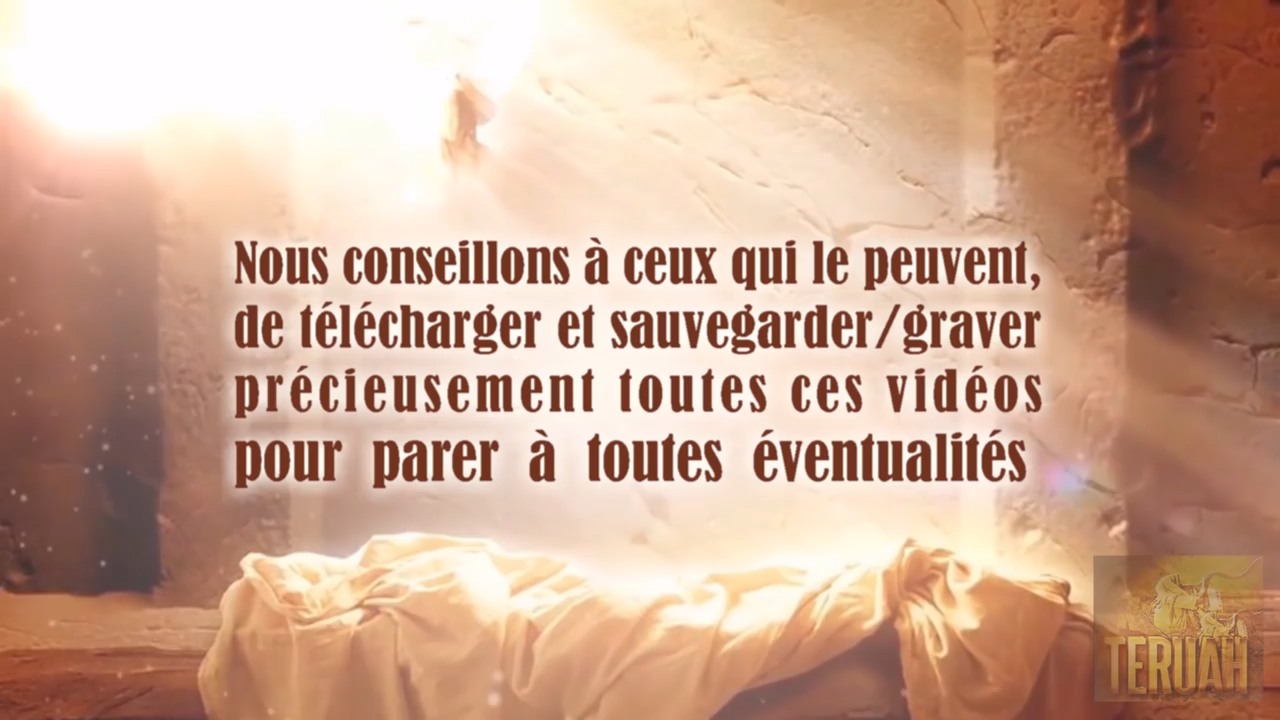 Nous conseillons à ceux qui le peuvent,
de télécharger et sauvegarder/graver
précieusement toutes ces vidéos
pour parer à toutes éventualités
TERUAH